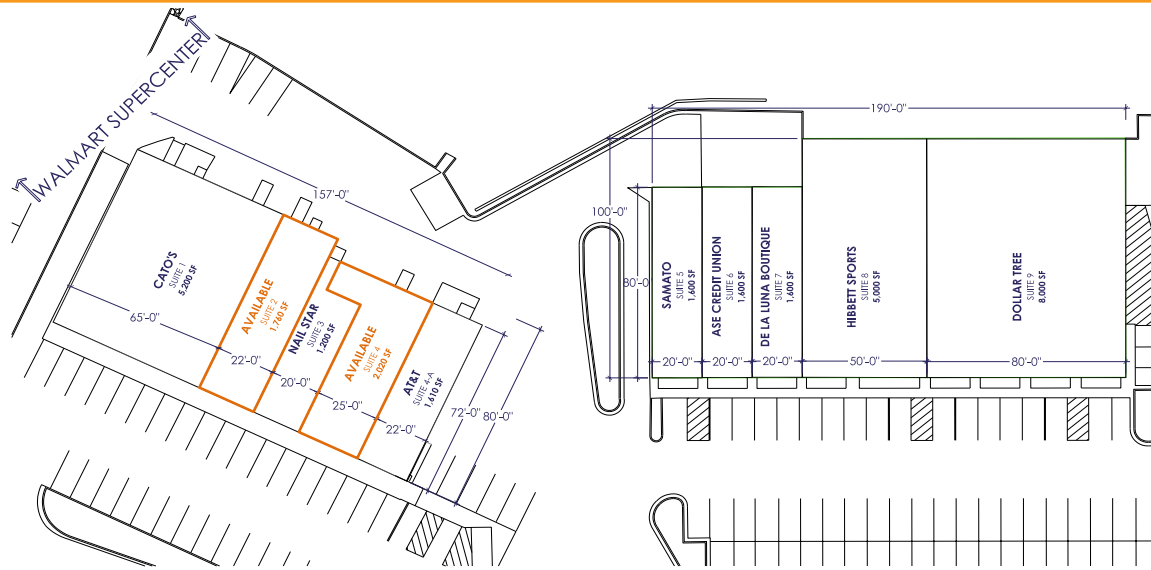 WALMART SUPERCENTER
157'-0"
CATO'S
SUITE 1
5,200 SF
65'-0"
AVAILABLE
SUITE 2
1,760 SF
22'-0"
NAIL STAR
SUITE 3
1,200 SF
20'-0"
AVAILABLE
SUITE 4
2,020 SF
25'-0"
AT&T
SUITE 4-A
1,610 SF
22'-0"
72'-0"
80'-0"
190'-0"
100'-0"
80'-0
SAMATO
SUITE 5
1,600 SF
20'-0"
ASE CREDIT UNION
SUITE 6
1,600 SF
20'-0"
DE LA LUNA BOUTIQUE
SUITE 7
1,600 SF
20'-0"
HIBBETT SPORTS
SUITE 8
5,000 SF
50'-0"
DOLLAR TREE
SUITE 9
8,000 SF
80'-0"